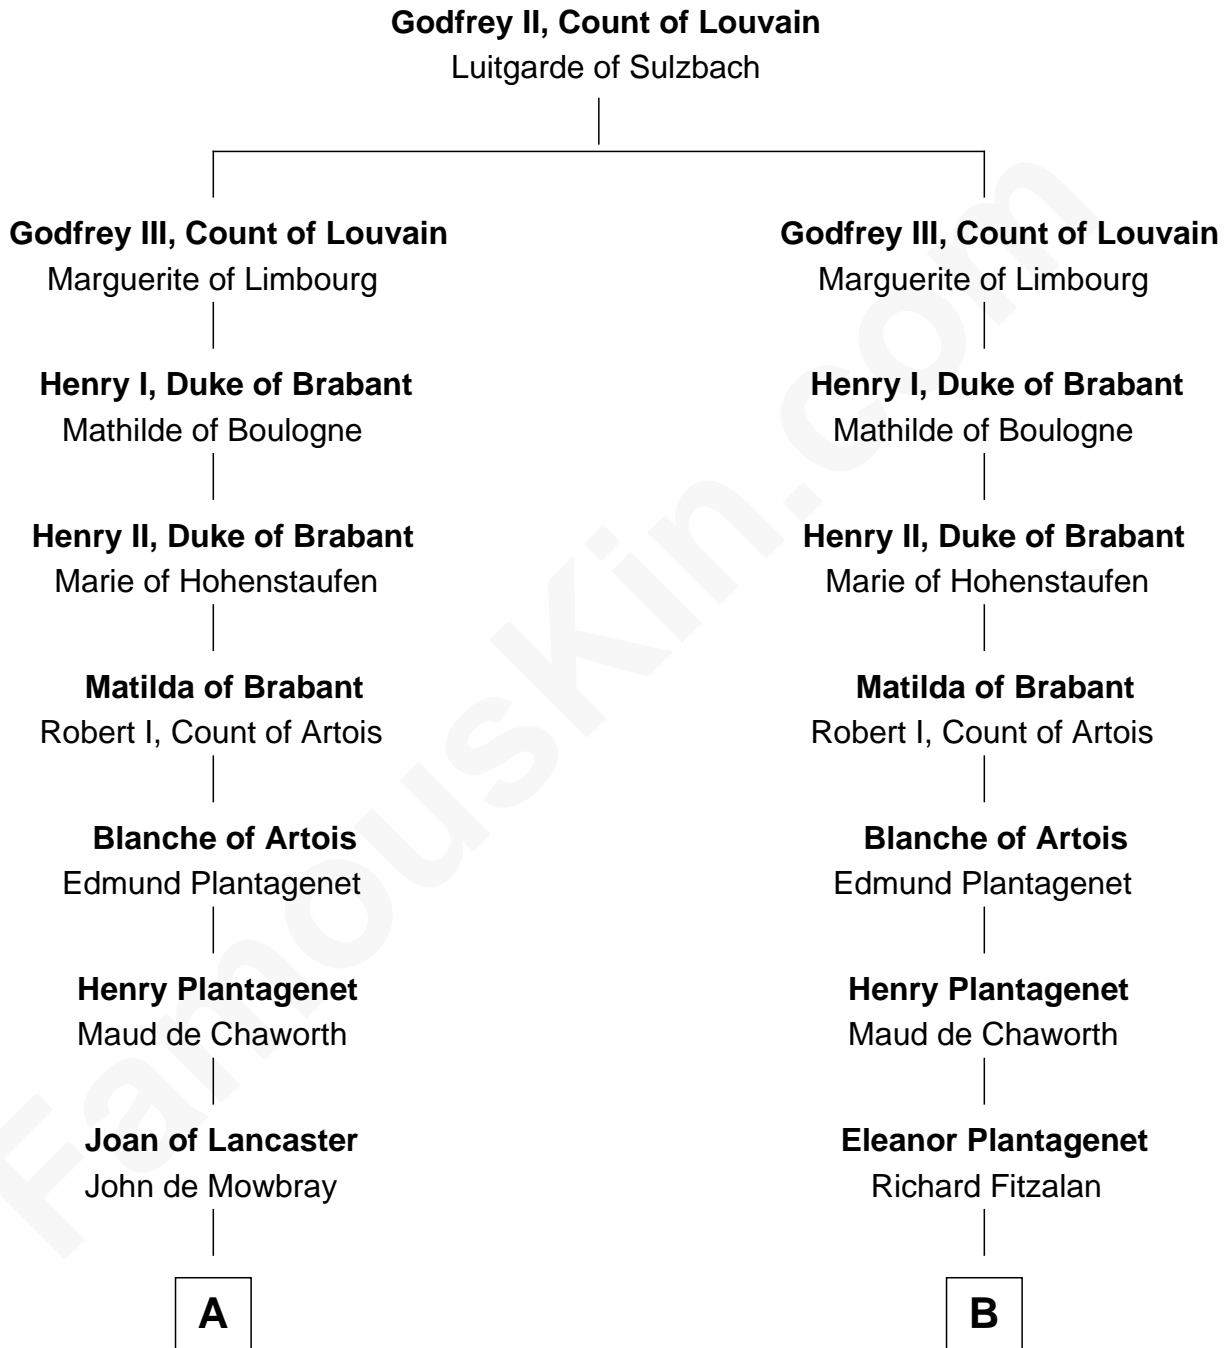 Godfrey II, Count of Louvain
Luitgarde of Sulzbach
Godfrey III, Count of Louvain
Marguerite of Limbourg
Henry I, Duke of Brabant
Mathilde of Boulogne
Henry II, Duke of Brabant
Marie of Hohenstaufen
Matilda of Brabant
Robert I, Count of Artois
Blanche of Artois
Edmund Plantagenet
Henry Plantagenet
Maud de Chaworth
Joan of Lancaster
John de Mowbray
A
Godfrey III, Count of Louvain
Marguerite of Limbourg
Henry I, Duke of Brabant
Mathilde of Boulogne
Henry II, Duke of Brabant
Marie of Hohenstaufen
Matilda of Brabant
Robert I, Count of Artois
Blanche of Artois
Edmund Plantagenet
Henry Plantagenet
Maud de Chaworth
Eleanor Plantagenet
Richard Fitzalan
B
FamousKin.com